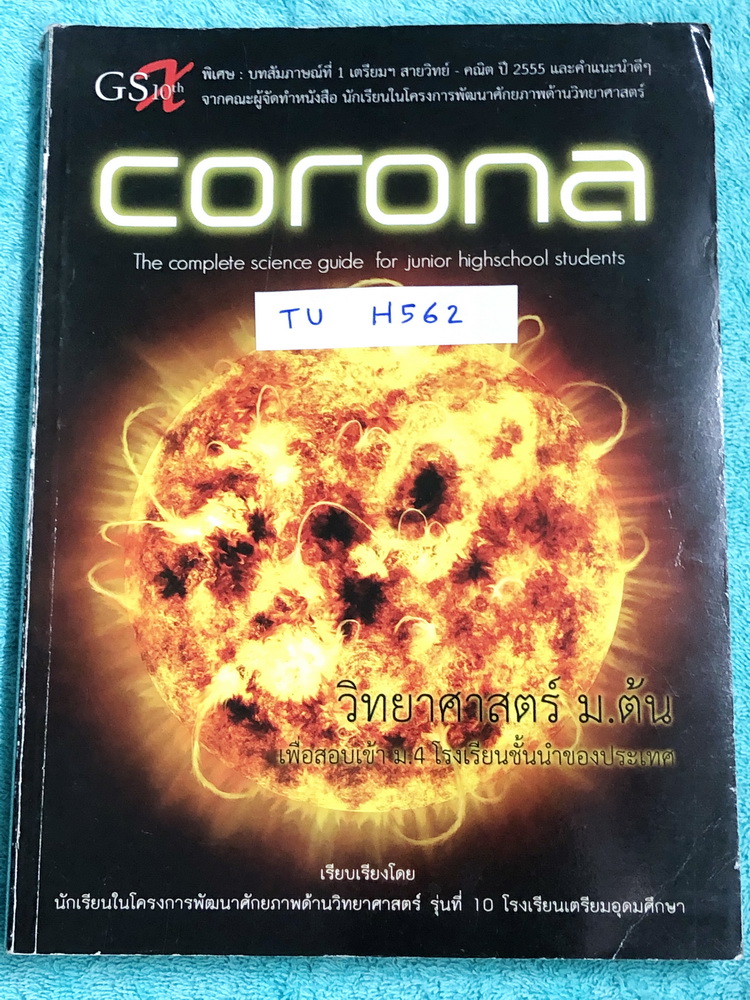 GSX 10th
พิเศษ : บทสัมภาษณ์ที่ 1 เตรียมฯ สายวิทย์ - คณิต ปี 2555 และคำแนะนำดีๆ
จากคณะผู้จัดทำหนังสือ นักเรียนในโครงการพัฒนาศักยภาพด้านวิทยาศาสตร์
corona
The complete science guide for junior highschool students
TU H562
วิทยาศาสตร์ ม.ต้น
เพื่อสอบเข้า ม.4 โรงเรียนชั้นนำของประเทศ
เรียบเรียงโดย
นักเรียนในโครงการพัฒนาศักยภาพด้านวิทยาศาสตร์ รุ่นที่ 10 โรงเรียนเตรียมอุดมศึกษา